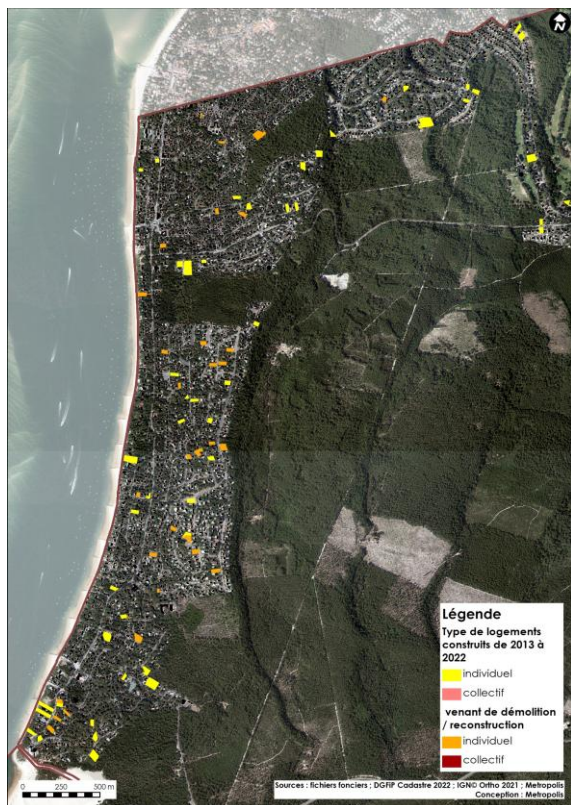 N
Légende
Type de logements
construits de 2013 à
2022
individuel
collectif
venant de démolition
/ reconstruction
individuel
collectif
0 250 500 m
Sources : fichiers fonciers ; DGFiP Cadastre 2022 ; IGN© Ortho 2021 ; Metropolis
Conception : Metropolis